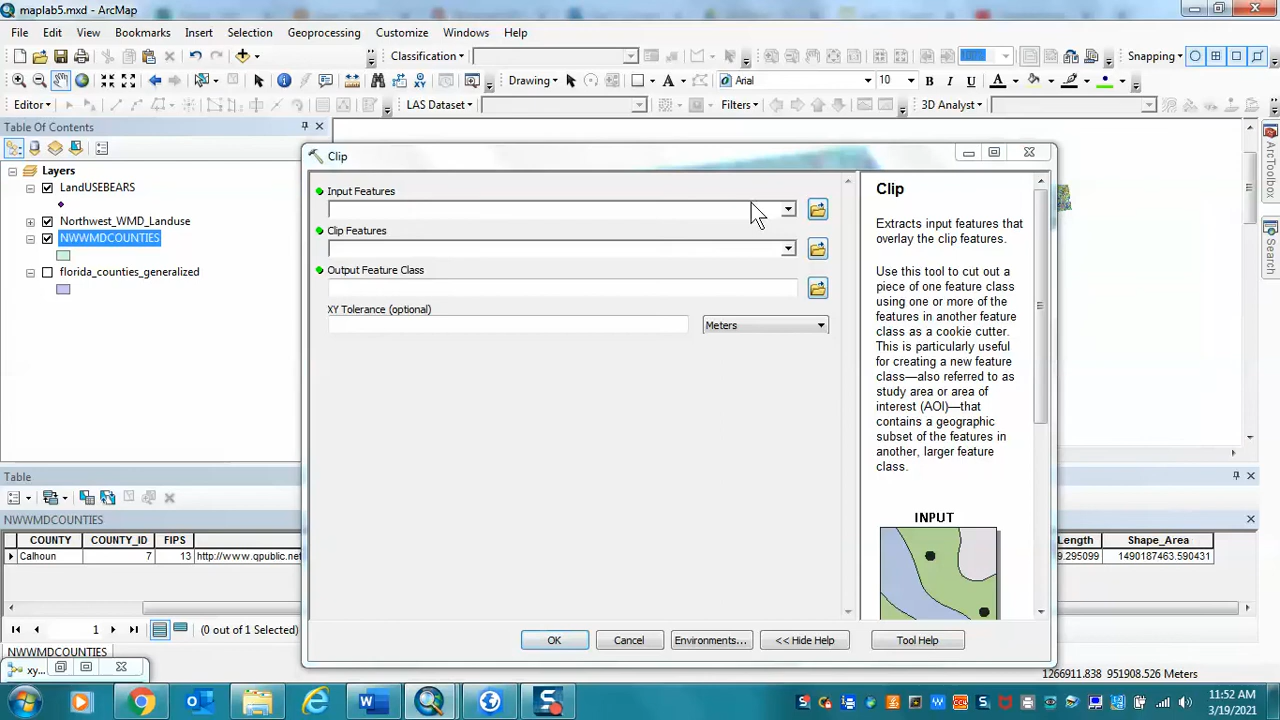 maplab5.mxd - ArcMap
File Edit View Bookmarks Insert Selection Geoprocessing Customize Windows Help
Classification Snapping
Drawing Arial 10 B I U A
Editor LAS Dataset Filters 3D Analyst
Table Of Contents
Layers
LandUSEBEARS
Northwest_WMD_Landuse
NWWMDCOUNTIES
florida_counties_generalized
ArcToolbox
Search
Clip
Input Features
Clip Features
Output Feature Class
XY Tolerance (optional)
Meters
Clip
Extracts input features that
overlay the clip features.
Use this tool to cut out a
piece of one feature class
using one or more of the
features in another feature
class as a cookie cutter.
This is particularly useful
for creating a new feature
class—also referred to as
study area or area of
interest (AOI)—that
contains a geographic
subset of the features in
another, larger feature
class.
INPUT
OK Cancel Environments... << Hide Help Tool Help
Table
NWWMDCOUNTIES
COUNTY COUNTY_ID FIPS Length Shape_Area
Calhoun 7 13 http://www.qpublic.net 9.295099 1490187463.590431
1 (0 out of 1 Selected)
NWWMDCOUNTIES
xy...
1266911.838 951908.526 Meters
11:52 AM
3/19/2021